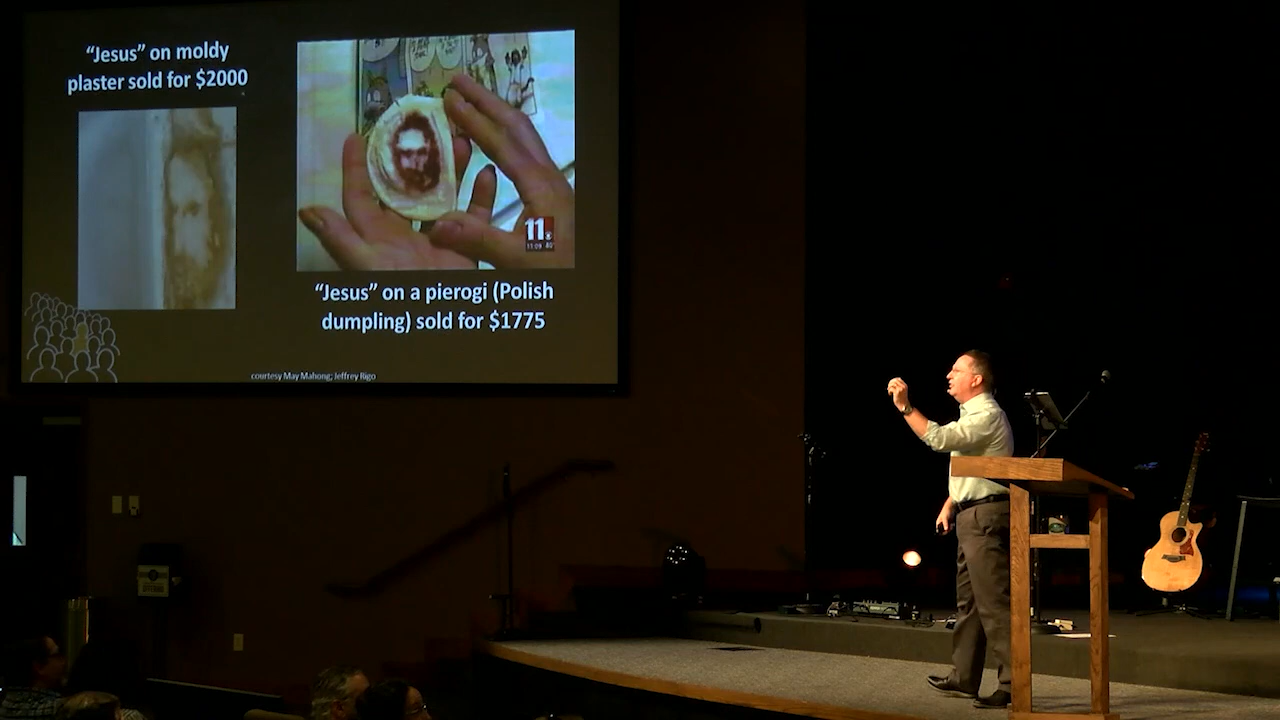 “Jesus” on moldy
plaster sold for $2000
11
“Jesus” on a pierogi (Polish
dumpling) sold for $1775
courtesy May Mahong; Jeffrey Rigo